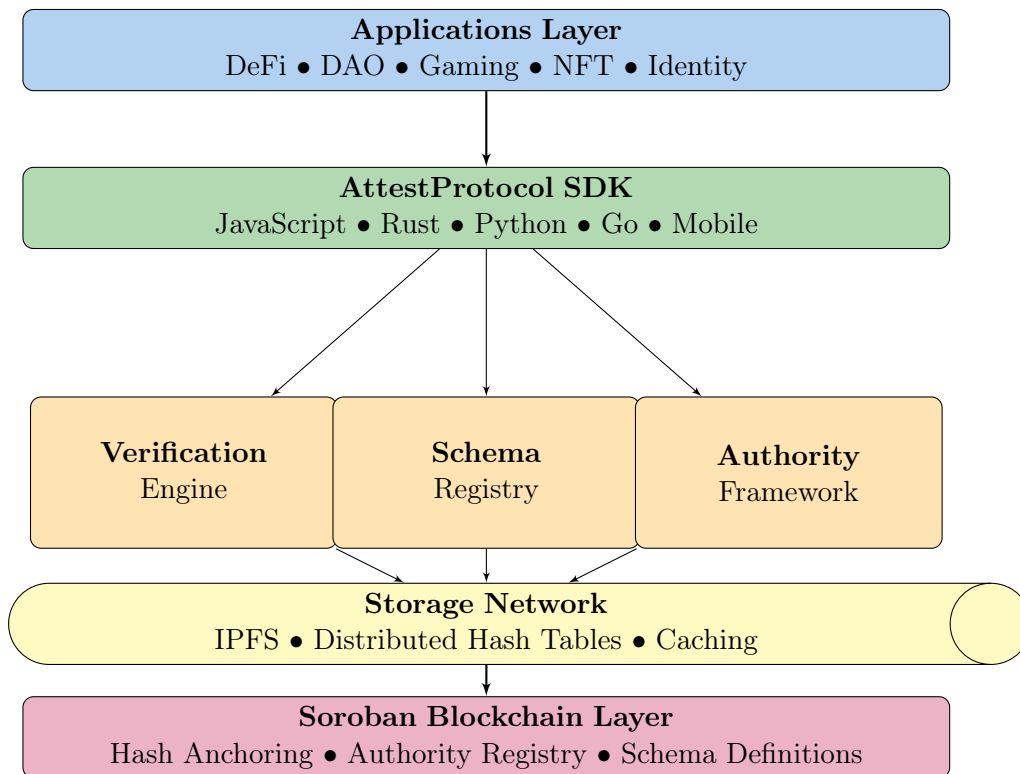 Applications Layer
DeFi • DAO • Gaming • NFT • Identity
AttestProtocol SDK
JavaScript • Rust • Python • Go • Mobile
Verification
Engine
Schema
Registry
Authority
Framework
Storage Network
IPFS • Distributed Hash Tables • Caching
Soroban Blockchain Layer
Hash Anchoring • Authority Registry • Schema Definitions